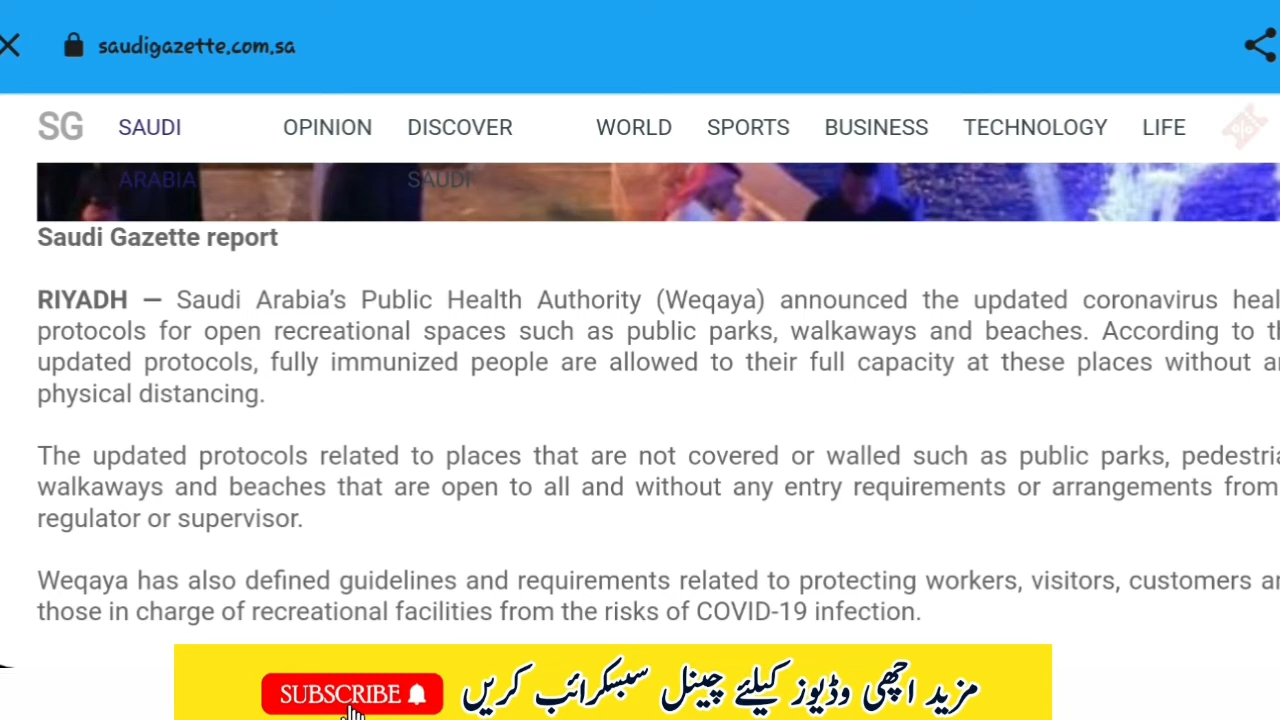 saudigazette.com.sa
SG SAUDI OPINION DISCOVER WORLD SPORTS BUSINESS TECHNOLOGY LIFE
ARABIA SAUDI
Saudi Gazette report
RIYADH — Saudi Arabia's Public Health Authority (Weqaya) announced the updated coronavirus heal
protocols for open recreational spaces such as public parks, walkaways and beaches. According to
updated protocols, fully immunized people are allowed to their full capacity at these places without
physical distancing.
The updated protocols related to places that are not covered or walled such as public parks, pedestria
walkaways and beaches that are open to all and without any entry requirements or arrangements from
regulator or supervisor.
Weqaya has also defined guidelines and requirements related to protecting workers, visitors, customers
those in charge of recreational facilities from the risks of COVID-19 infection.
SUBSCRIBE مزید اچھی وڈیوز کیلئے چینل سبسکرائب کریں